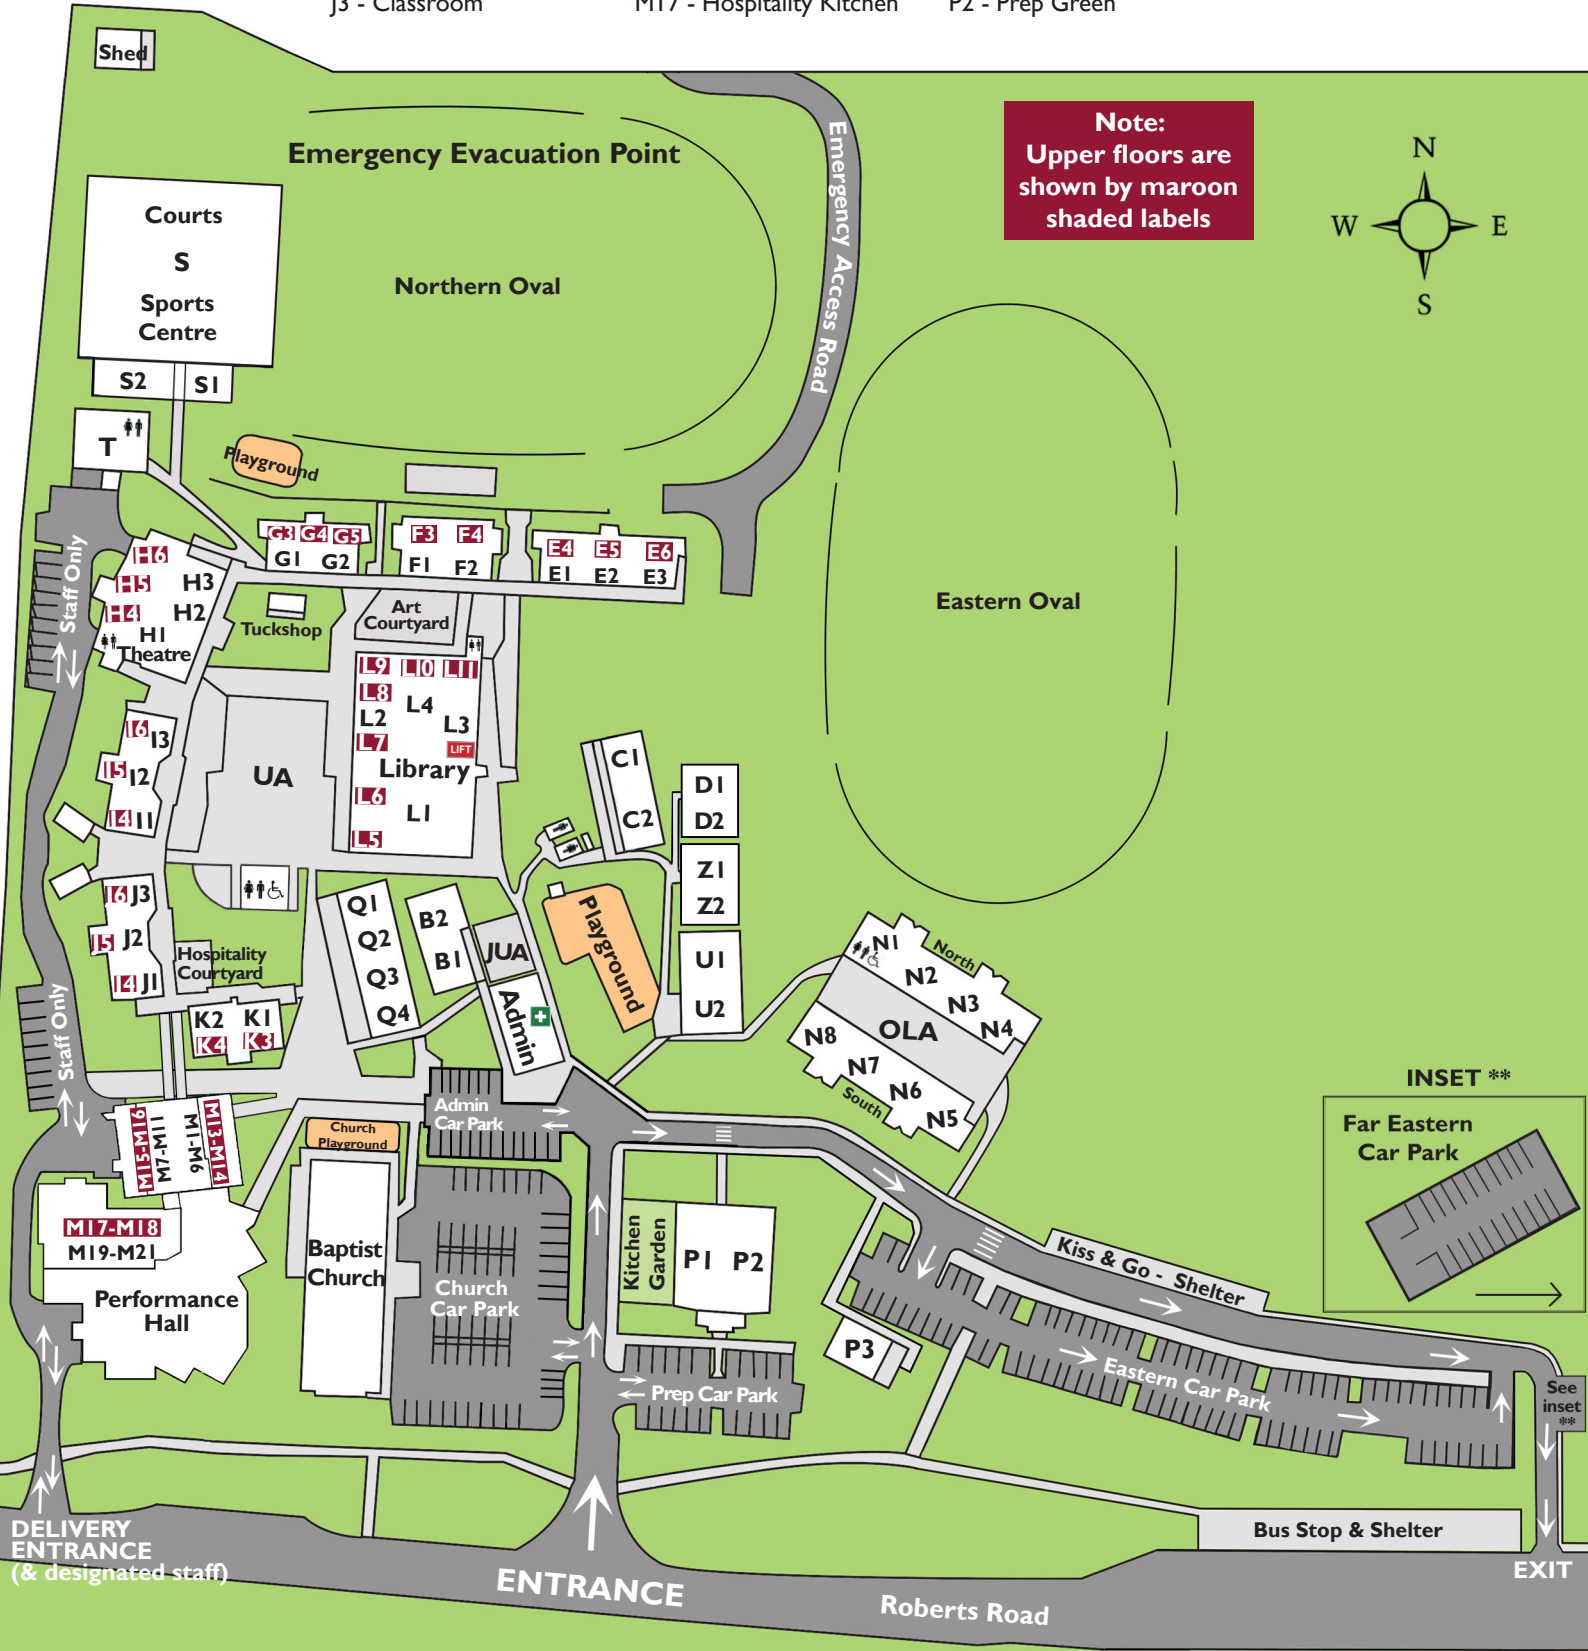 J3 - Classroom
M17 - Hospitality Kitchen
P2 - Prep Green
Shed
Emergency Evacuation Point
Note:
Upper floors are
shown by maroon
shaded labels
N
W
E
S
Courts
S
Sports
Centre
Northern Oval
Emergency Access Road
S2
S1
T
Playground
G3
G4
G5
G1
G2
F3
F4
F1
F2
E4
E5
E6
E1
E2
E3
Staff Only
H6
H5
H3
H4
H2
H1
Theatre
Tuckshop
Art
Courtyard
Eastern Oval
L9
L10
L11
L8
L4
L2
L3
L7
LIFT
Library
L6
L1
L5
I6
I3
I5
I2
I4
I1
UA
C1
C2
D1
D2
Z1
Z2
U1
U2
I6
J3
I5
J2
I4
J1
Hospitality
Courtyard
Q1
Q2
Q3
Q4
B2
B1
JUA
Admin
Playground
N1
North
N2
N3
N4
OLA
N8
N7
N6
N5
South
K2
K1
K4
K3
Staff Only
INSET **
Far Eastern
Car Park
Admin
Car Park
Church
Playground
M15-M16
M7-M11
M1-M6
M13-M14
M17-M18
M19-M21
Performance
Hall
Baptist
Church
Church
Car Park
Kitchen
Garden
P1
P2
P3
Kiss & Go - Shelter
Prep Car Park
Eastern Car Park
See
inset
**
Bus Stop & Shelter
DELIVERY
ENTRANCE
(& designated staff)
ENTRANCE
Roberts Road
EXIT